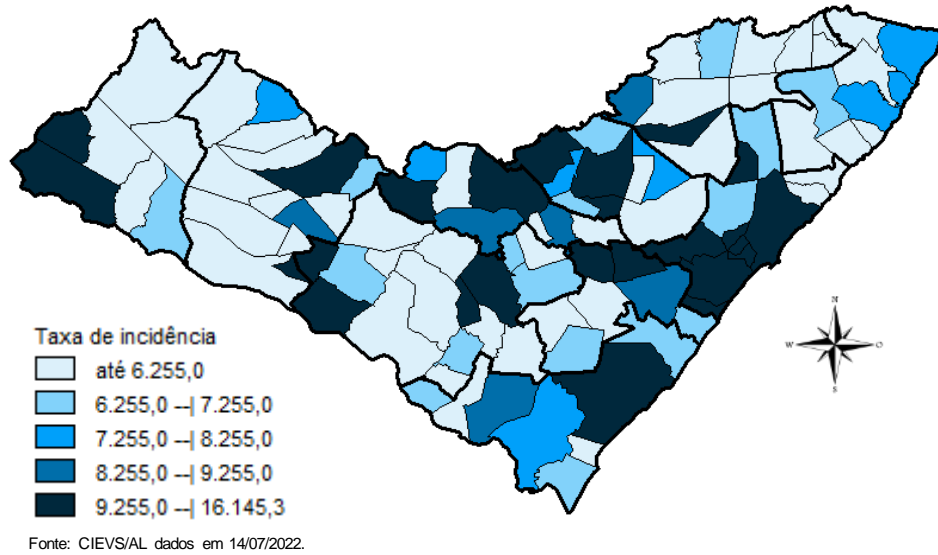 Taxa de incidência
até 6.255,0
6.255,0 --| 7.255,0
7.255,0 --| 8.255,0
8.255,0 --| 9.255,0
9.255,0 --| 16.145,3
N
W
O
S
Fonte: CIEVS/AL dados em 14/07/2022.